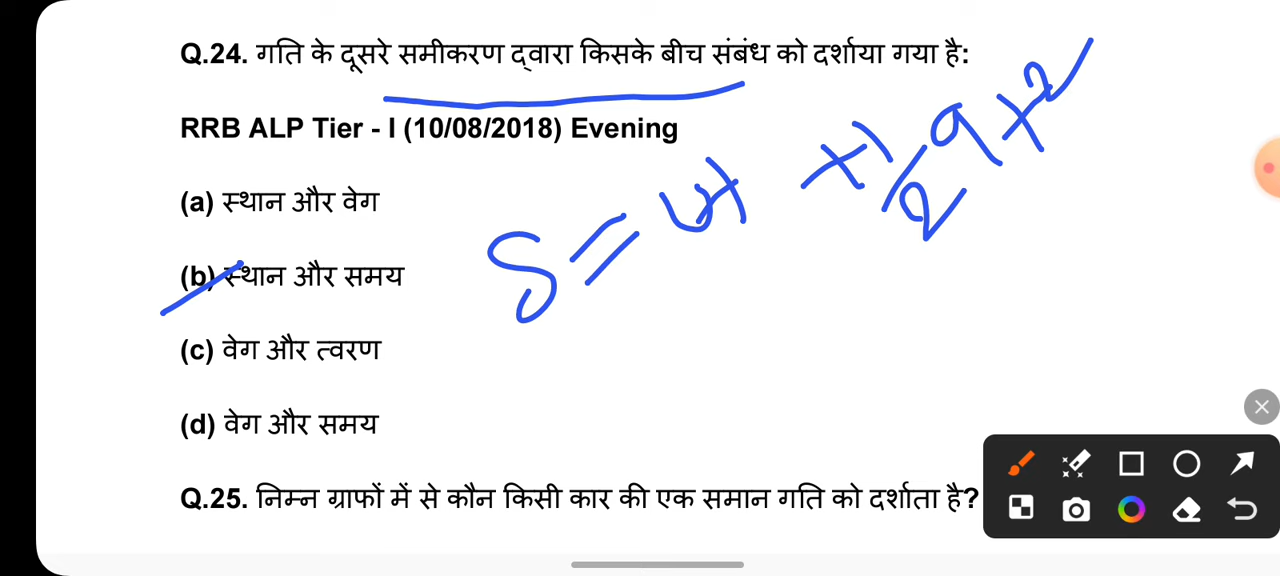 Q.24. गति के दूसरे समीकरण द्वारा किसके बीच संबंध को दर्शाया गया है:
RRB ALP Tier - I (10/08/2018) Evening
(a) स्थान और वेग
(b) स्थान और समय
(c) वेग और त्वरण
(d) वेग और समय
S = ut + 1/2 at2
Q.25. निम्न ग्राफों में से कौन किसी कार की एक समान गति को दर्शाता है?